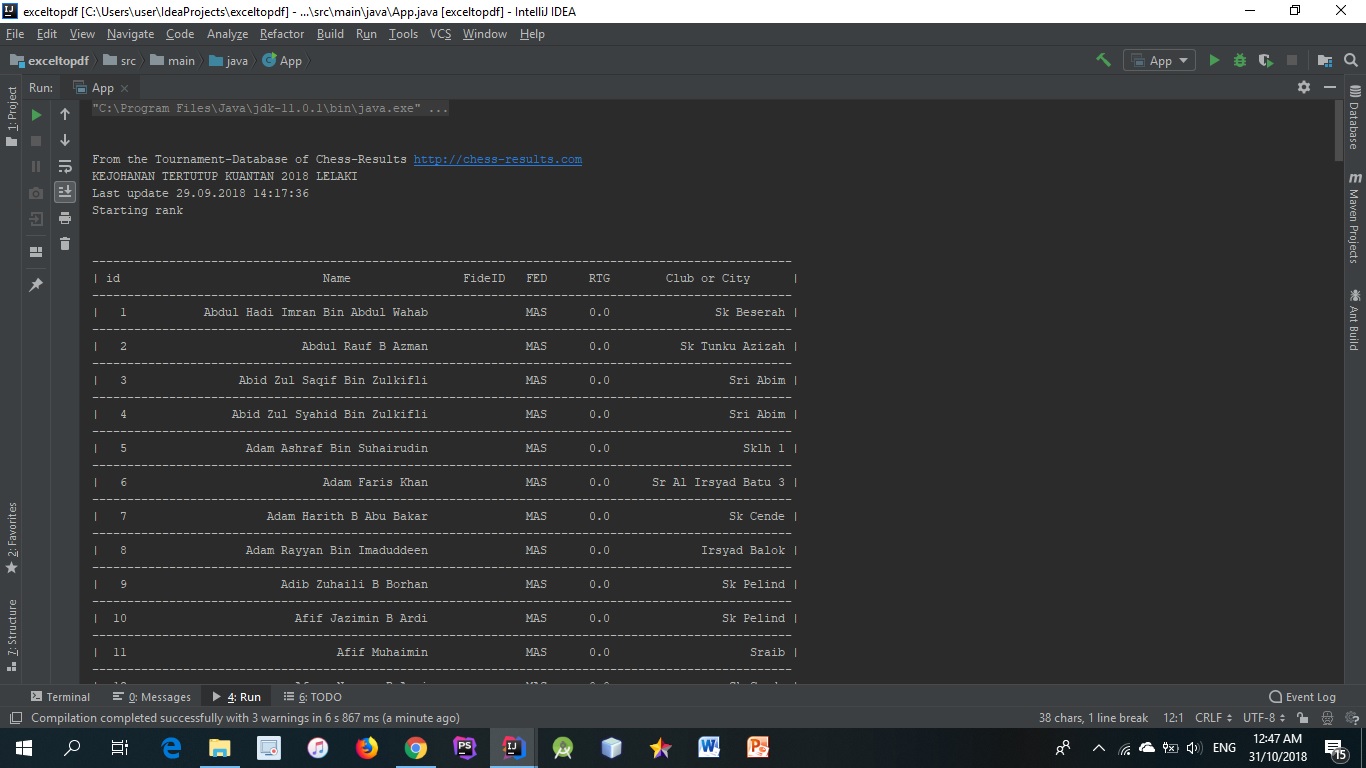 exceltopdf [C:\Users\user\IdeaProjects\exceltopdf] - ...\src\main\java\App.java [exceltopdf] - IntelliJ IDEA
File Edit View Navigate Code Analyze Refactor Build Run Tools VCS Window Help
exceltopdf src main java App App
Run: App
1: Project
2: Favorites
7: Structure
"C:\Program Files\Java\jdk-11.0.1\bin\java.exe" ...
From the Tournament-Database of Chess-Results http://chess-results.com
KEJOHANAN TERTUTUP KUANTAN 2018 LELAKI
Last update 29.09.2018 14:17:36
Starting rank
| id Name FideID FED RTG Club or City |
| 1 Abdul Hadi Imran Bin Abdul Wahab MAS 0.0 Sk Beserah |
| 2 Abdul Rauf B Azman MAS 0.0 Sk Tunku Azizah |
| 3 Abid Zul Saqif Bin Zulkifli MAS 0.0 Sri Abim |
| 4 Abid Zul Syahid Bin Zulkifli MAS 0.0 Sri Abim |
| 5 Adam Ashraf Bin Suhairudin MAS 0.0 Sklh 1 |
| 6 Adam Faris Khan MAS 0.0 Sr Al Irsyad Batu 3 |
| 7 Adam Harith B Abu Bakar MAS 0.0 Sk Cende |
| 8 Adam Rayyan Bin Imaduddeen MAS 0.0 Irsyad Balok |
| 9 Adib Zuhaili B Borhan MAS 0.0 Sk Pelind |
| 10 Afif Jazimin B Ardi MAS 0.0 Sk Pelind |
| 11 Afif Muhaimin MAS 0.0 Sraib |
Database
Maven Projects
Ant Build
Terminal 0: Messages 4: Run 6: TODO Event Log
Compilation completed successfully with 3 warnings in 6 s 867 ms (a minute ago) 38 chars, 1 line break 12:1 CRLF UTF-8
ENG 12:47 AM
31/10/2018
15